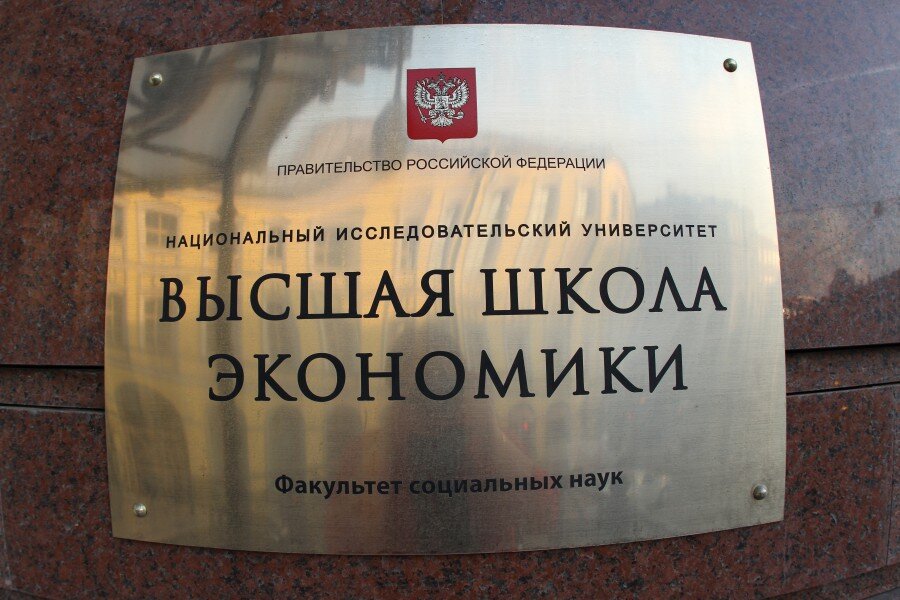 ПРАВИТЕЛЬСТВО РОССИЙСКОЙ ФЕДЕРАЦИИ
НАЦИОНАЛЬНЫЙ ИССЛЕДОВАТЕЛЬСКИЙ УНИВЕРСИТЕТ
ВЫСШАЯ ШКОЛА
ЭКОНОМИКИ
Факультет социальных наук